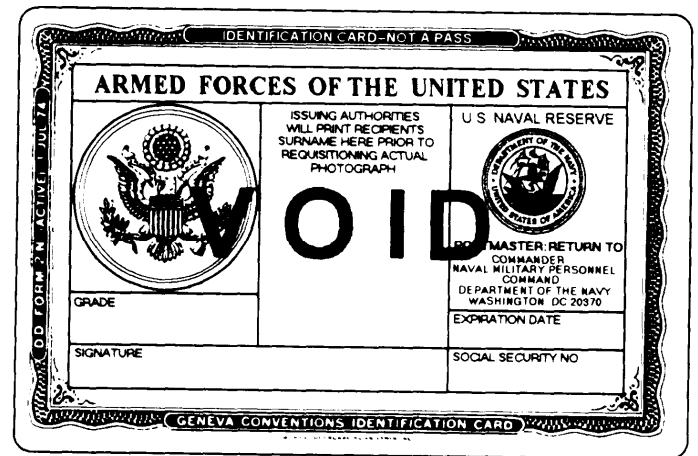 IDENTIFICATION CARD-NOT A PASS
ARMED FORCES OF THE UNITED STATES
DD FORM 2N ACTIVE 1 JUL 74
ISSUING AUTHORITIES
WILL PRINT RECIPIENTS
SURNAME HERE PRIOR TO
REQUISITIONING ACTUAL
PHOTOGRAPH
U S NAVAL RESERVE
DEPARTMENT OF THE NAVY
UNITED STATES OF AMERICA
VOID
POSTMASTER: RETURN TO
COMMANDER
NAVAL MILITARY PERSONNEL
COMMAND
DEPARTMENT OF THE NAVY
WASHINGTON DC 20370
GRADE
EXPIRATION DATE
SIGNATURE
SOCIAL SECURITY NO
GENEVA CONVENTIONS IDENTIFICATION CARD